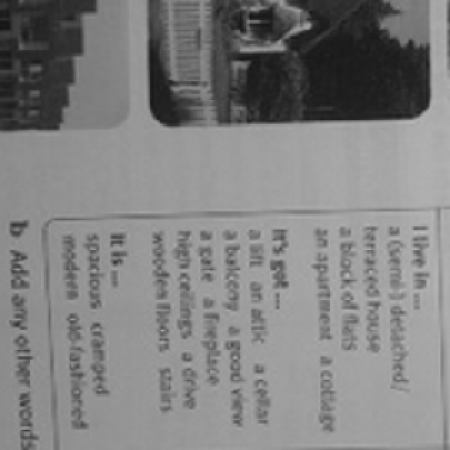 I live in ...
a (semi-) detached/
terraced house
a block of flats
an apartment a cottage
It's got ...
a lift an attic a cellar
a balcony a good view
a gate a fireplace
high ceilings a drive
wooden floors stairs
It is ...
spacious cramped
modern old-fashioned
b Add any other words